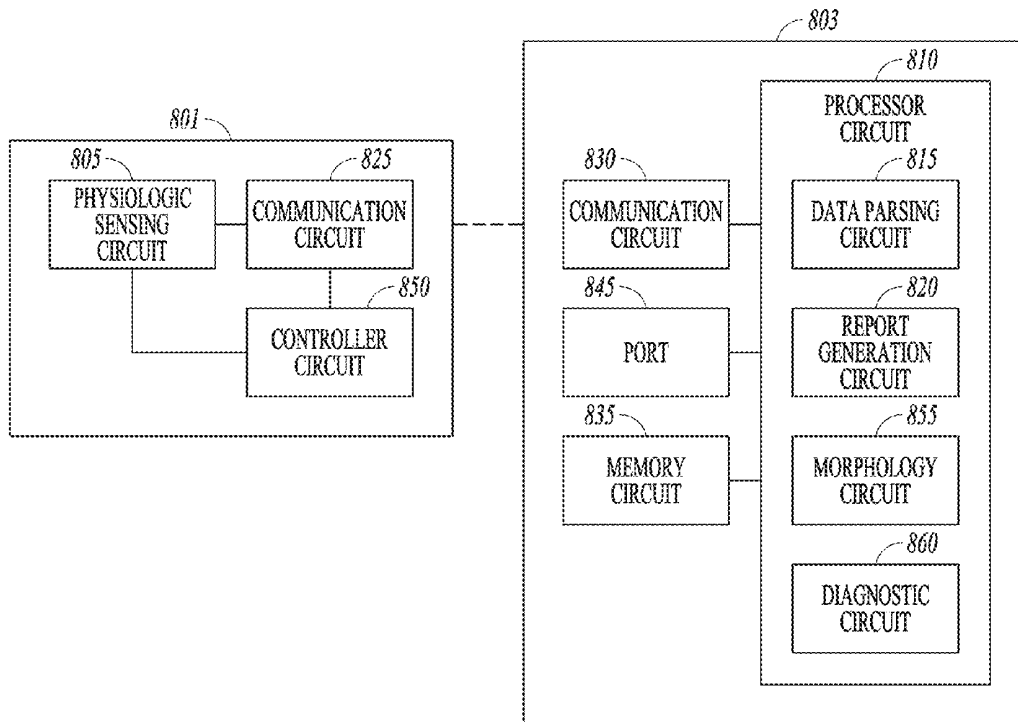 803
801
805
PHYSIOLOGIC
SENSING
CIRCUIT
825
COMMUNICATION
CIRCUIT
850
CONTROLLER
CIRCUIT
830
COMMUNICATION
CIRCUIT
845
PORT
835
MEMORY
CIRCUIT
810
PROCESSOR
CIRCUIT
815
DATA PARSING
CIRCUIT
820
REPORT
GENERATION
CIRCUIT
855
MORPHOLOGY
CIRCUIT
860
DIAGNOSTIC
CIRCUIT